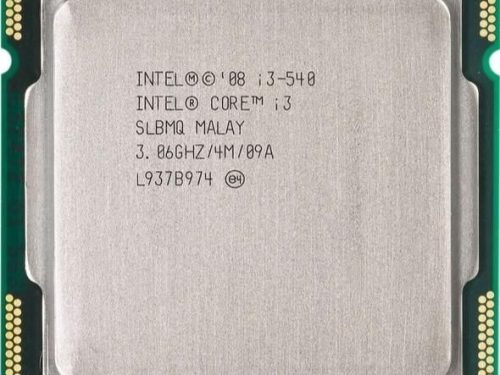 INTEL Ⓜ©'08 i3-540
INTEL® CORE™ i3
SLBMQ MALAY
3.06GHZ/4M/09A
L937B974 e4